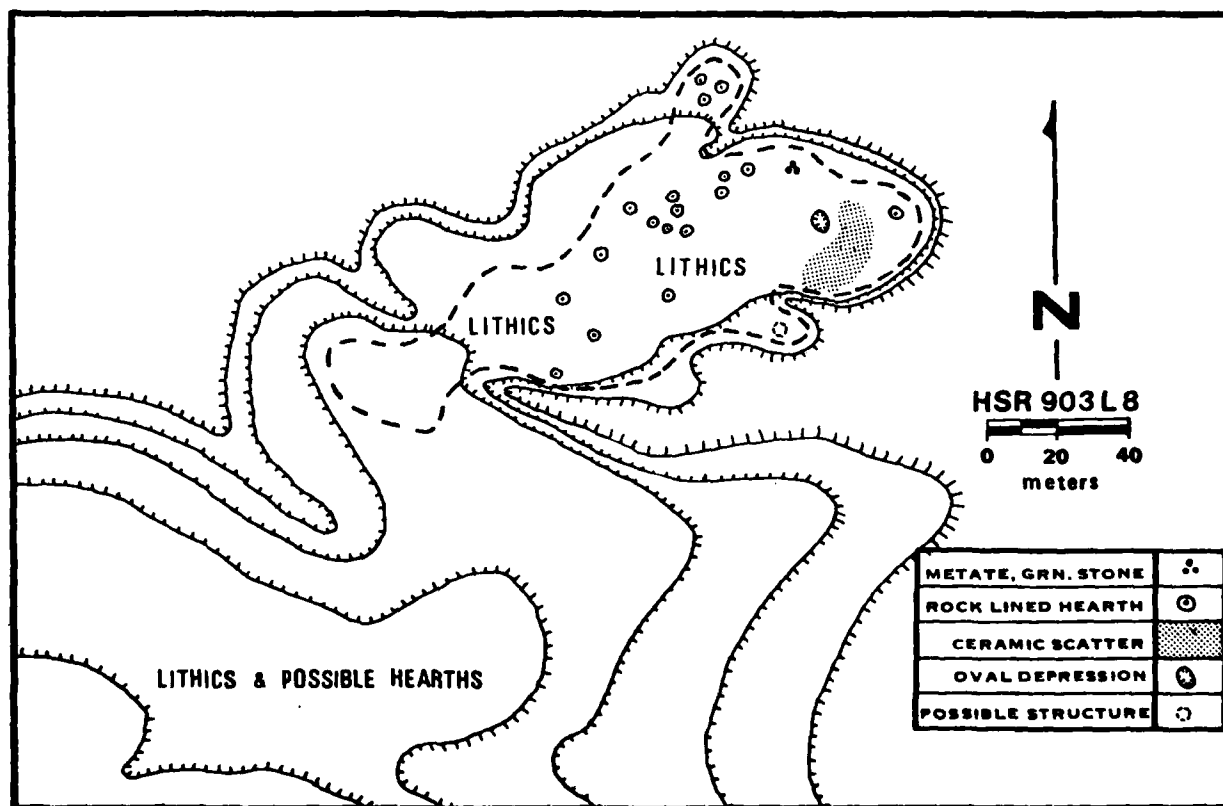 LITHICS
LITHICS
N
HSR 903 L 8
0 20 40
meters
METATE, GRN. STONE
ROCK LINED HEARTH
CERAMIC SCATTER
OVAL DEPRESSION
POSSIBLE STRUCTURE
LITHICS & POSSIBLE HEARTHS